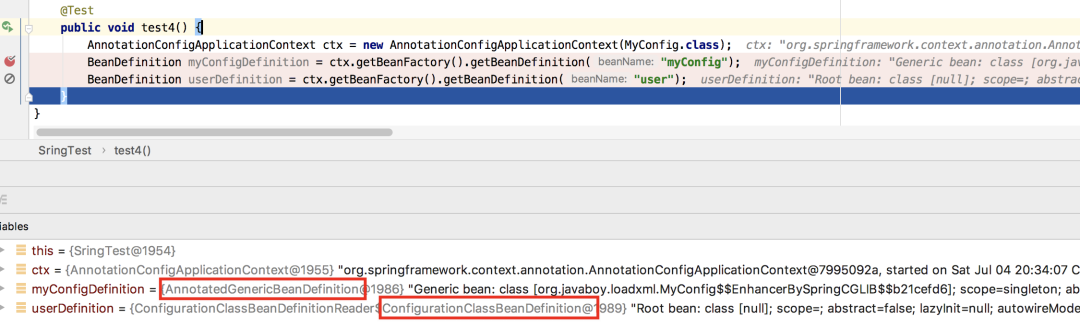 @Test
public void test4() {
AnnotationConfigApplicationContext ctx = new AnnotationConfigApplicationContext(MyConfig.class); ctx: "org.springframework.context.annotation.Annot
BeanDefinition myConfigDefinition = ctx.getBeanFactory().getBeanDefinition( beanName: "myConfig"); myConfigDefinition: "Generic bean: class [org.java
BeanDefinition userDefinition = ctx.getBeanFactory().getBeanDefinition( beanName: "user"); userDefinition: "Root bean: class [null]; scope=; abstrac
}
}
SringTest > test4()
iables
this = {SringTest@1954}
ctx = {AnnotationConfigApplicationContext@1955} "org.springframework.context.annotation.AnnotationConfigApplicationContext@7995092a, started on Sat Jul 04 20:34:07 C
myConfigDefinition = {AnnotatedGenericBeanDefinition@1986} "Generic bean: class [org.javaboy.loadxml.MyConfig$$EnhancerBySpringCGLIB$$b21cefd6]; scope=singleton; ab
userDefinition = {ConfigurationClassBeanDefinitionReader$ConfigurationClassBeanDefinition@1989} "Root bean: class [null]; scope=; abstract=false; lazyInit=null; autowireMode